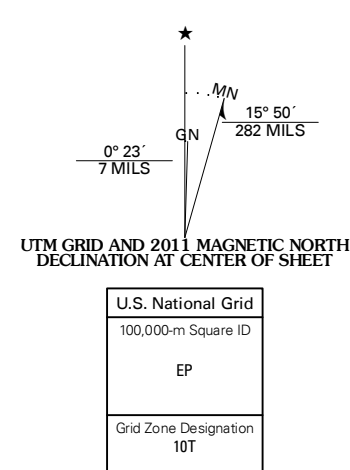 ★
MN
GN
15° 50´
282 MILS
0° 23´
7 MILS
UTM GRID AND 2011 MAGNETIC NORTH
DECLINATION AT CENTER OF SHEET
U.S. National Grid
100,000-m Square ID
EP
Grid Zone Designation
10T